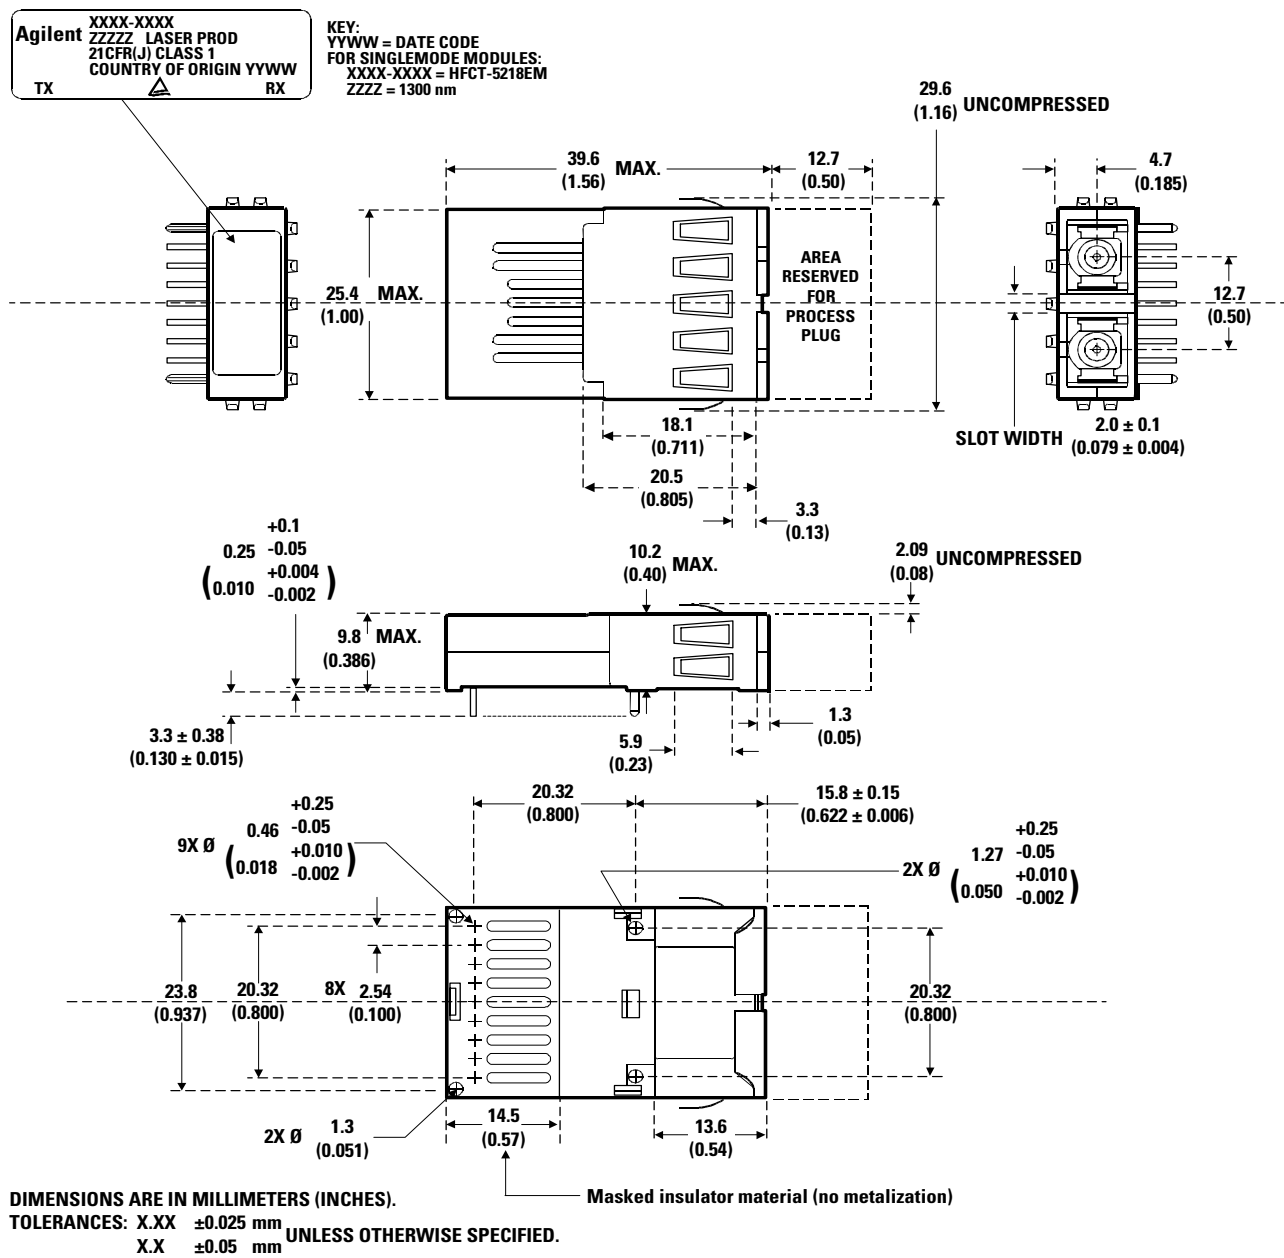 Agilent
XXXX-XXXX
ZZZZZ LASER PROD
21CFR(J) CLASS 1
COUNTRY OF ORIGIN YYWW
TX RX
KEY:
YYWW = DATE CODE
FOR SINGLEMODE MODULES:
XXXX-XXXX = HFCT-5218EM
ZZZZ = 1300 nm
29.6
(1.16) UNCOMPRESSED
39.6
(1.56) MAX.
12.7
(0.50)
4.7
(0.185)
25.4
(1.00) MAX.
AREA
RESERVED
FOR
PROCESS
PLUG
12.7
(0.50)
18.1
(0.711)
SLOT WIDTH
2.0 ± 0.1
(0.079 ± 0.004)
20.5
(0.805)
3.3
(0.13)
+0.1
0.25 -0.05
+0.004
(0.010 -0.002)
10.2
(0.40) MAX.
2.09
(0.08) UNCOMPRESSED
9.8
(0.386) MAX.
3.3 ± 0.38
(0.130 ± 0.015)
5.9
(0.23)
1.3
(0.05)
20.32
(0.800)
15.8 ± 0.15
(0.622 ± 0.006)
+0.25
0.46 -0.05
9X Ø
+0.010
(0.018 -0.002)
+0.25
1.27 -0.05
2X Ø
+0.010
(0.050 -0.002)
23.8
(0.937)
20.32
(0.800)
8X 2.54
(0.100)
20.32
(0.800)
2X Ø 1.3
(0.051)
14.5
(0.57)
13.6
(0.54)
Masked insulator material (no metalization)
DIMENSIONS ARE IN MILLIMETERS (INCHES).
TOLERANCES: X.XX ±0.025 mm
UNLESS OTHERWISE SPECIFIED.
X.X ±0.05 mm